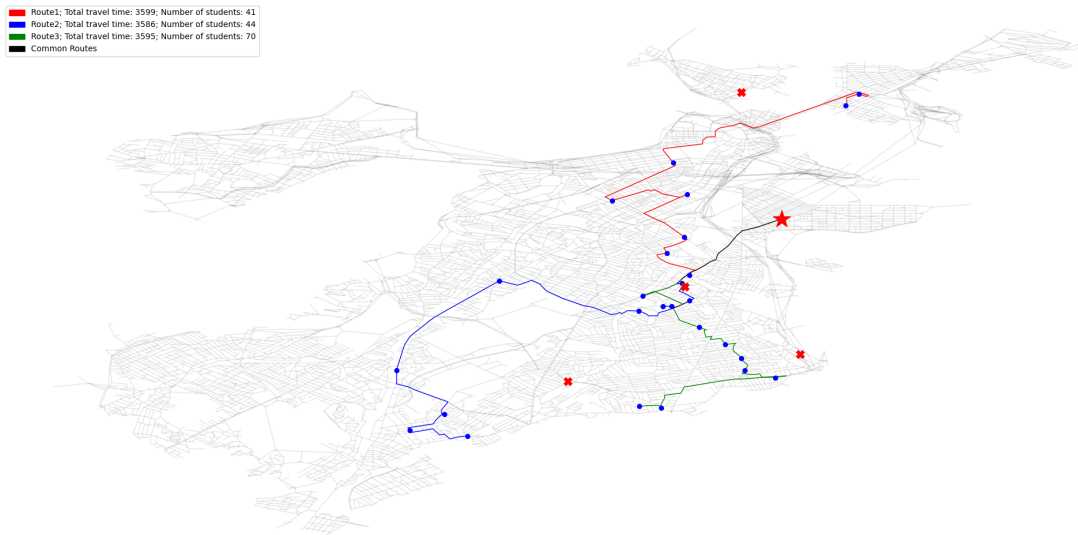 Route1; Total travel time: 3599; Number of students: 41
Route2; Total travel time: 3586; Number of students: 44
Route3; Total travel time: 3595; Number of students: 70
Common Routes